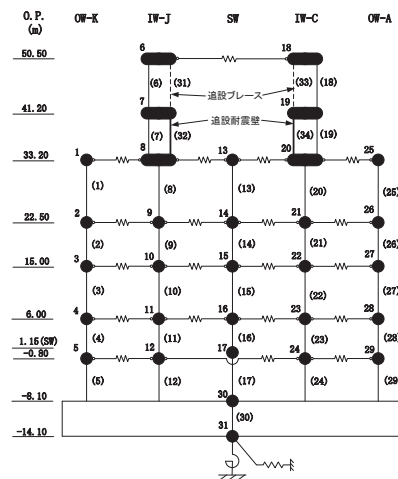 O.P. OW-K IW-J SW IW-C OW-A
(m)
50.50 6 18
(6) (31) (33) (18)
追設ブレース
41.20 7 19
追設耐震壁
(7) (32) (34) (19)
33.20 1 8 13 20 25
(1) (8) (13) (20) (25)
22.50 2 9 14 21 26
(2) (9) (14) (21) (26)
15.00 3 10 15 22 27
(3) (10) (15) (22) (27)
6.00 4 11 16 23 28
(4) (11) (16) (23) (28)
1.15(SW) 17
-0.80 5 12 24 29
(5) (12) (17) (24) (29)
-8.10 30
(30)
-14.10 31